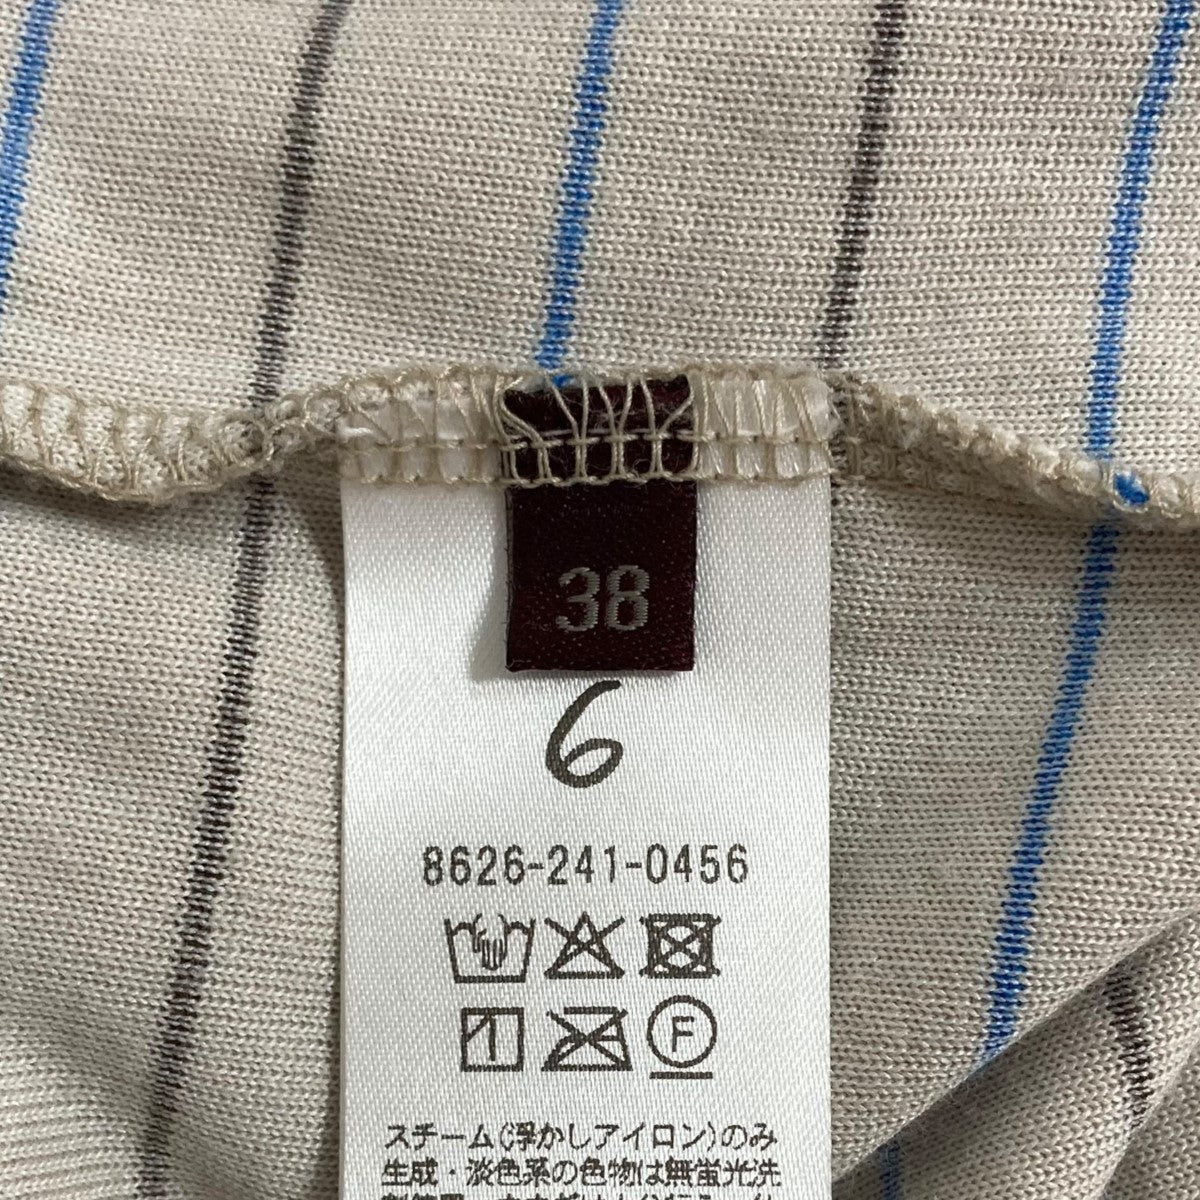 38
6
8626-241-0456
F
スチーム(浮かしアイロン)のみ
生成・淡色系の色物は無蛍光洗